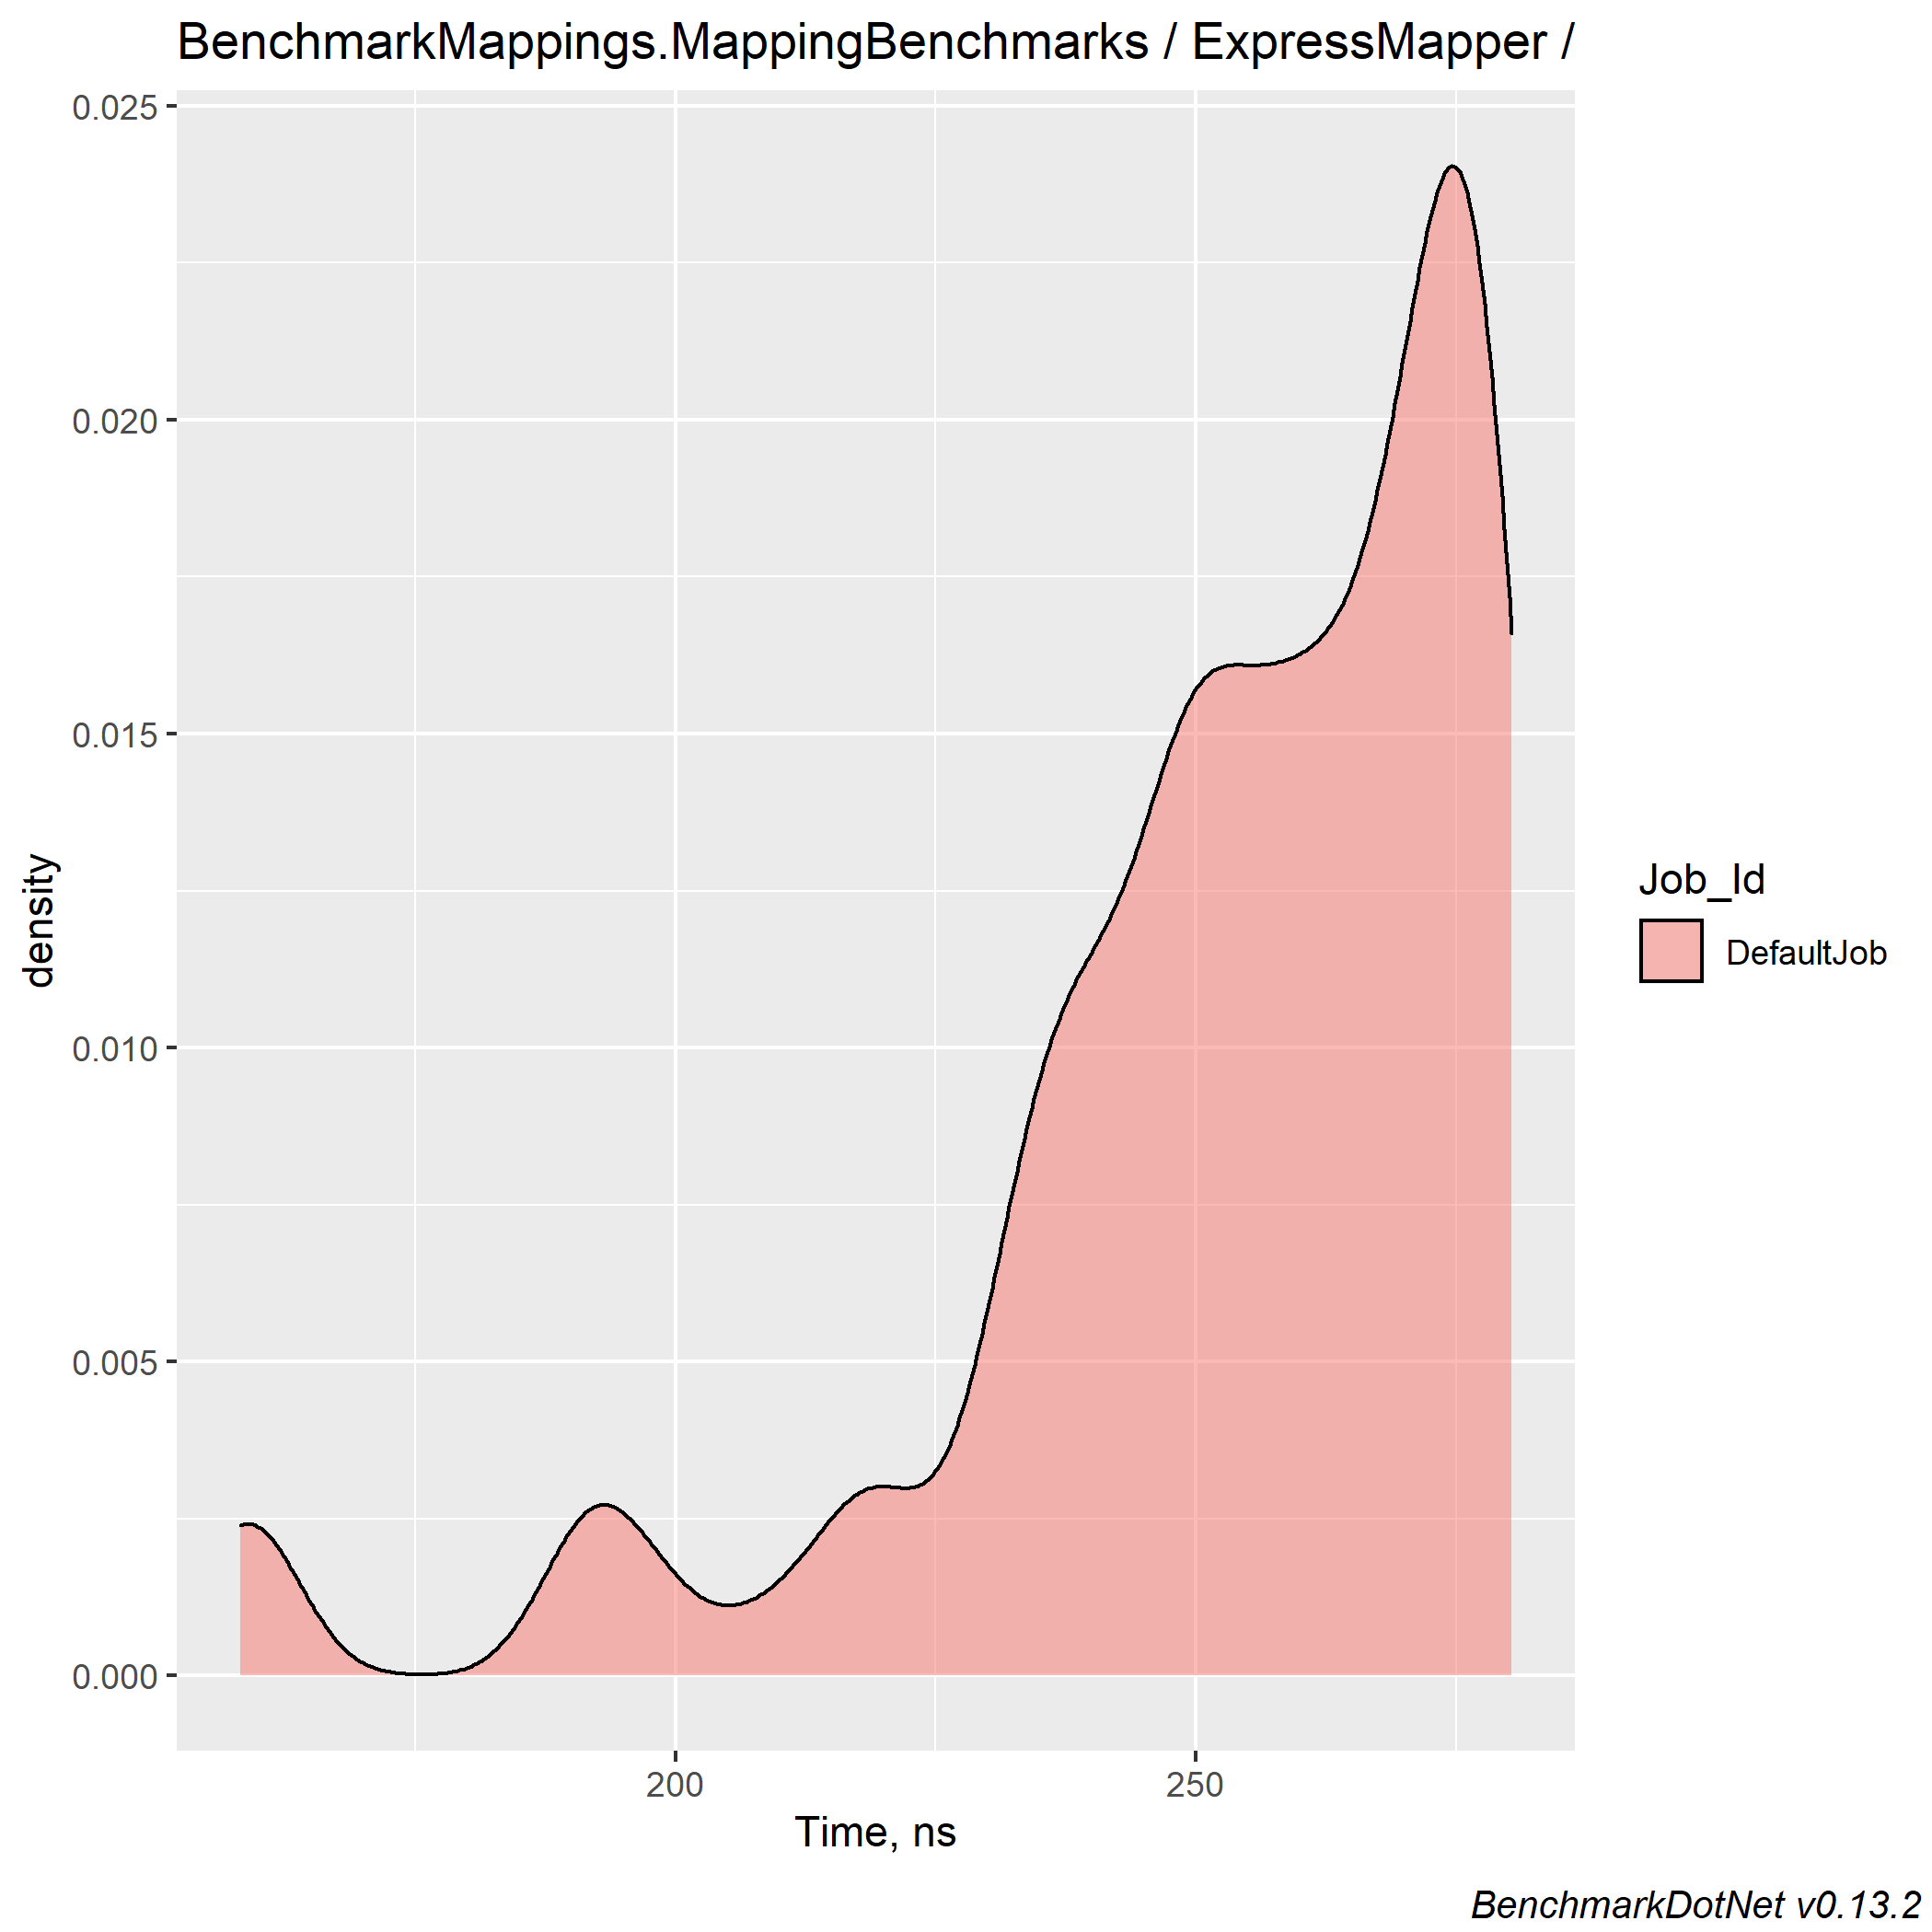 BenchmarkMappings.MappingBenchmarks / ExpressMapper /
0.025
0.020
0.015
0.010
0.005
0.000
density
200 250
Time, ns
Job_Id
DefaultJob
BenchmarkDotNet v0.13.2